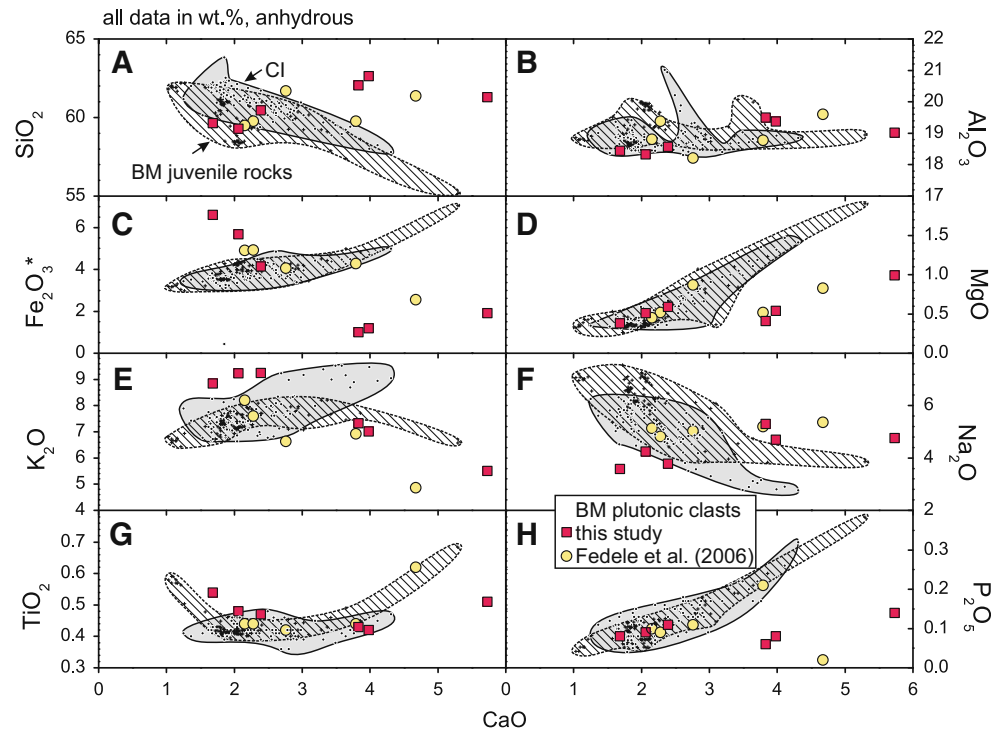 all data in wt.%, anhydrous
A
CI
BM juvenile rocks
SiO2
65
60
55
B
Al2O3
22
21
20
19
18
17
C
Fe2O3*
6
4
2
0
D
MgO
1.5
1.0
0.5
0.0
E
K2O
9
8
7
6
5
4
F
Na2O
6
4
2
BM plutonic clasts
this study
Fedele et al. (2006)
G
TiO2
0.7
0.6
0.5
0.4
0.3
H
P2O5
0.3
0.2
0.1
0.0
0 1 2 3 4 5 0 1 2 3 4 5 6
CaO